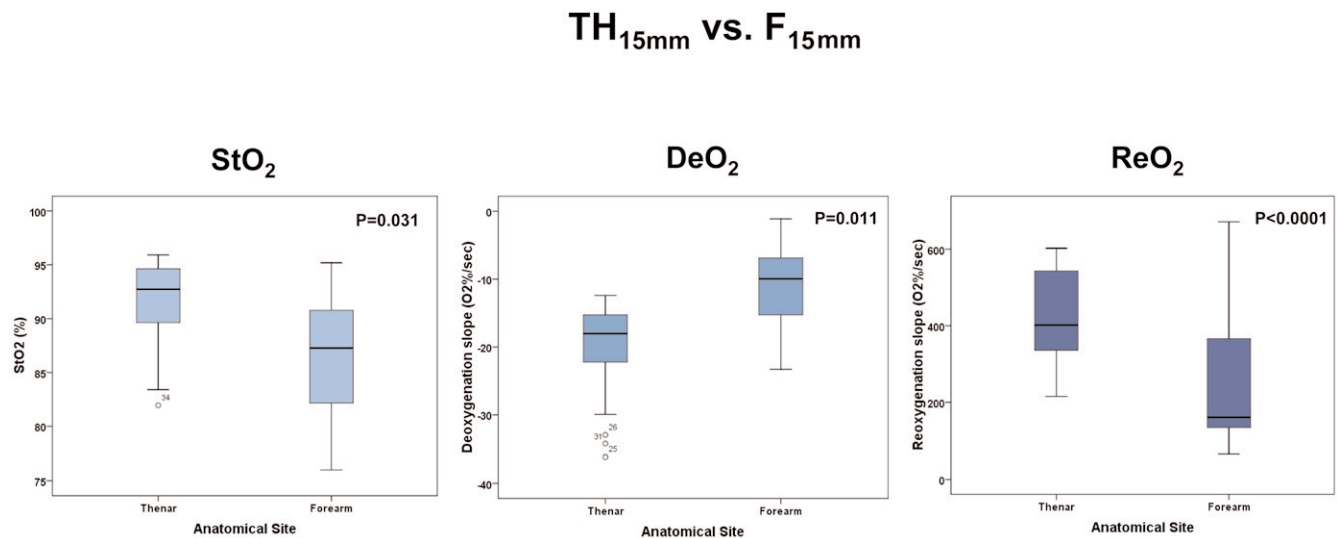 TH15mm vs. F15mm
StO2
DeO2
ReO2
P=0.031
100
95
90
85
80
75
StO2 (%)
34
Thenar
Forearm
Anatomical Site
P=0.011
0
-10
-20
-30
-40
Deoxygenation slope (O2%/sec)
26
31
25
Thenar
Forearm
Anatomical Site
P<0.0001
600
400
200
0
Reoxygenation slope (O2%/sec)
Thenar
Forearm
Anatomical Site